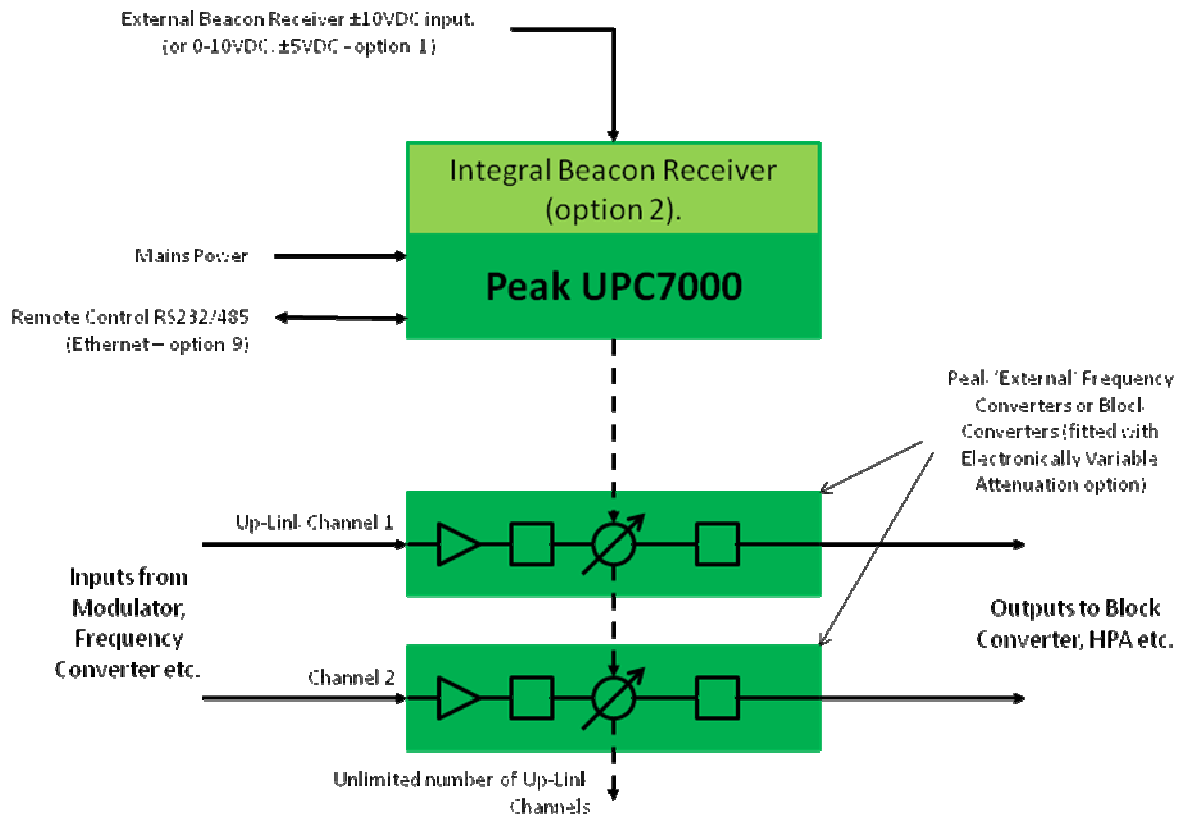 External Beacon Receiver ±10VDC input.
(or 0-10VDC. ±5VDC - option 1)
Integral Beacon Receiver
(option 2).
Peak UPC7000
Mains Power
Remote Control RS232/485
(Ethernet – option 9)
Peak 'External' Frequency
Converters or Block
Converters (fitted with
Electronically Variable
Attenuation option)
Up-Link Channel 1
Inputs from
Modulator,
Frequency
Converter etc.
Outputs to Block
Converter, HPA etc.
Channel 2
Unlimited number of Up-Link
Channels